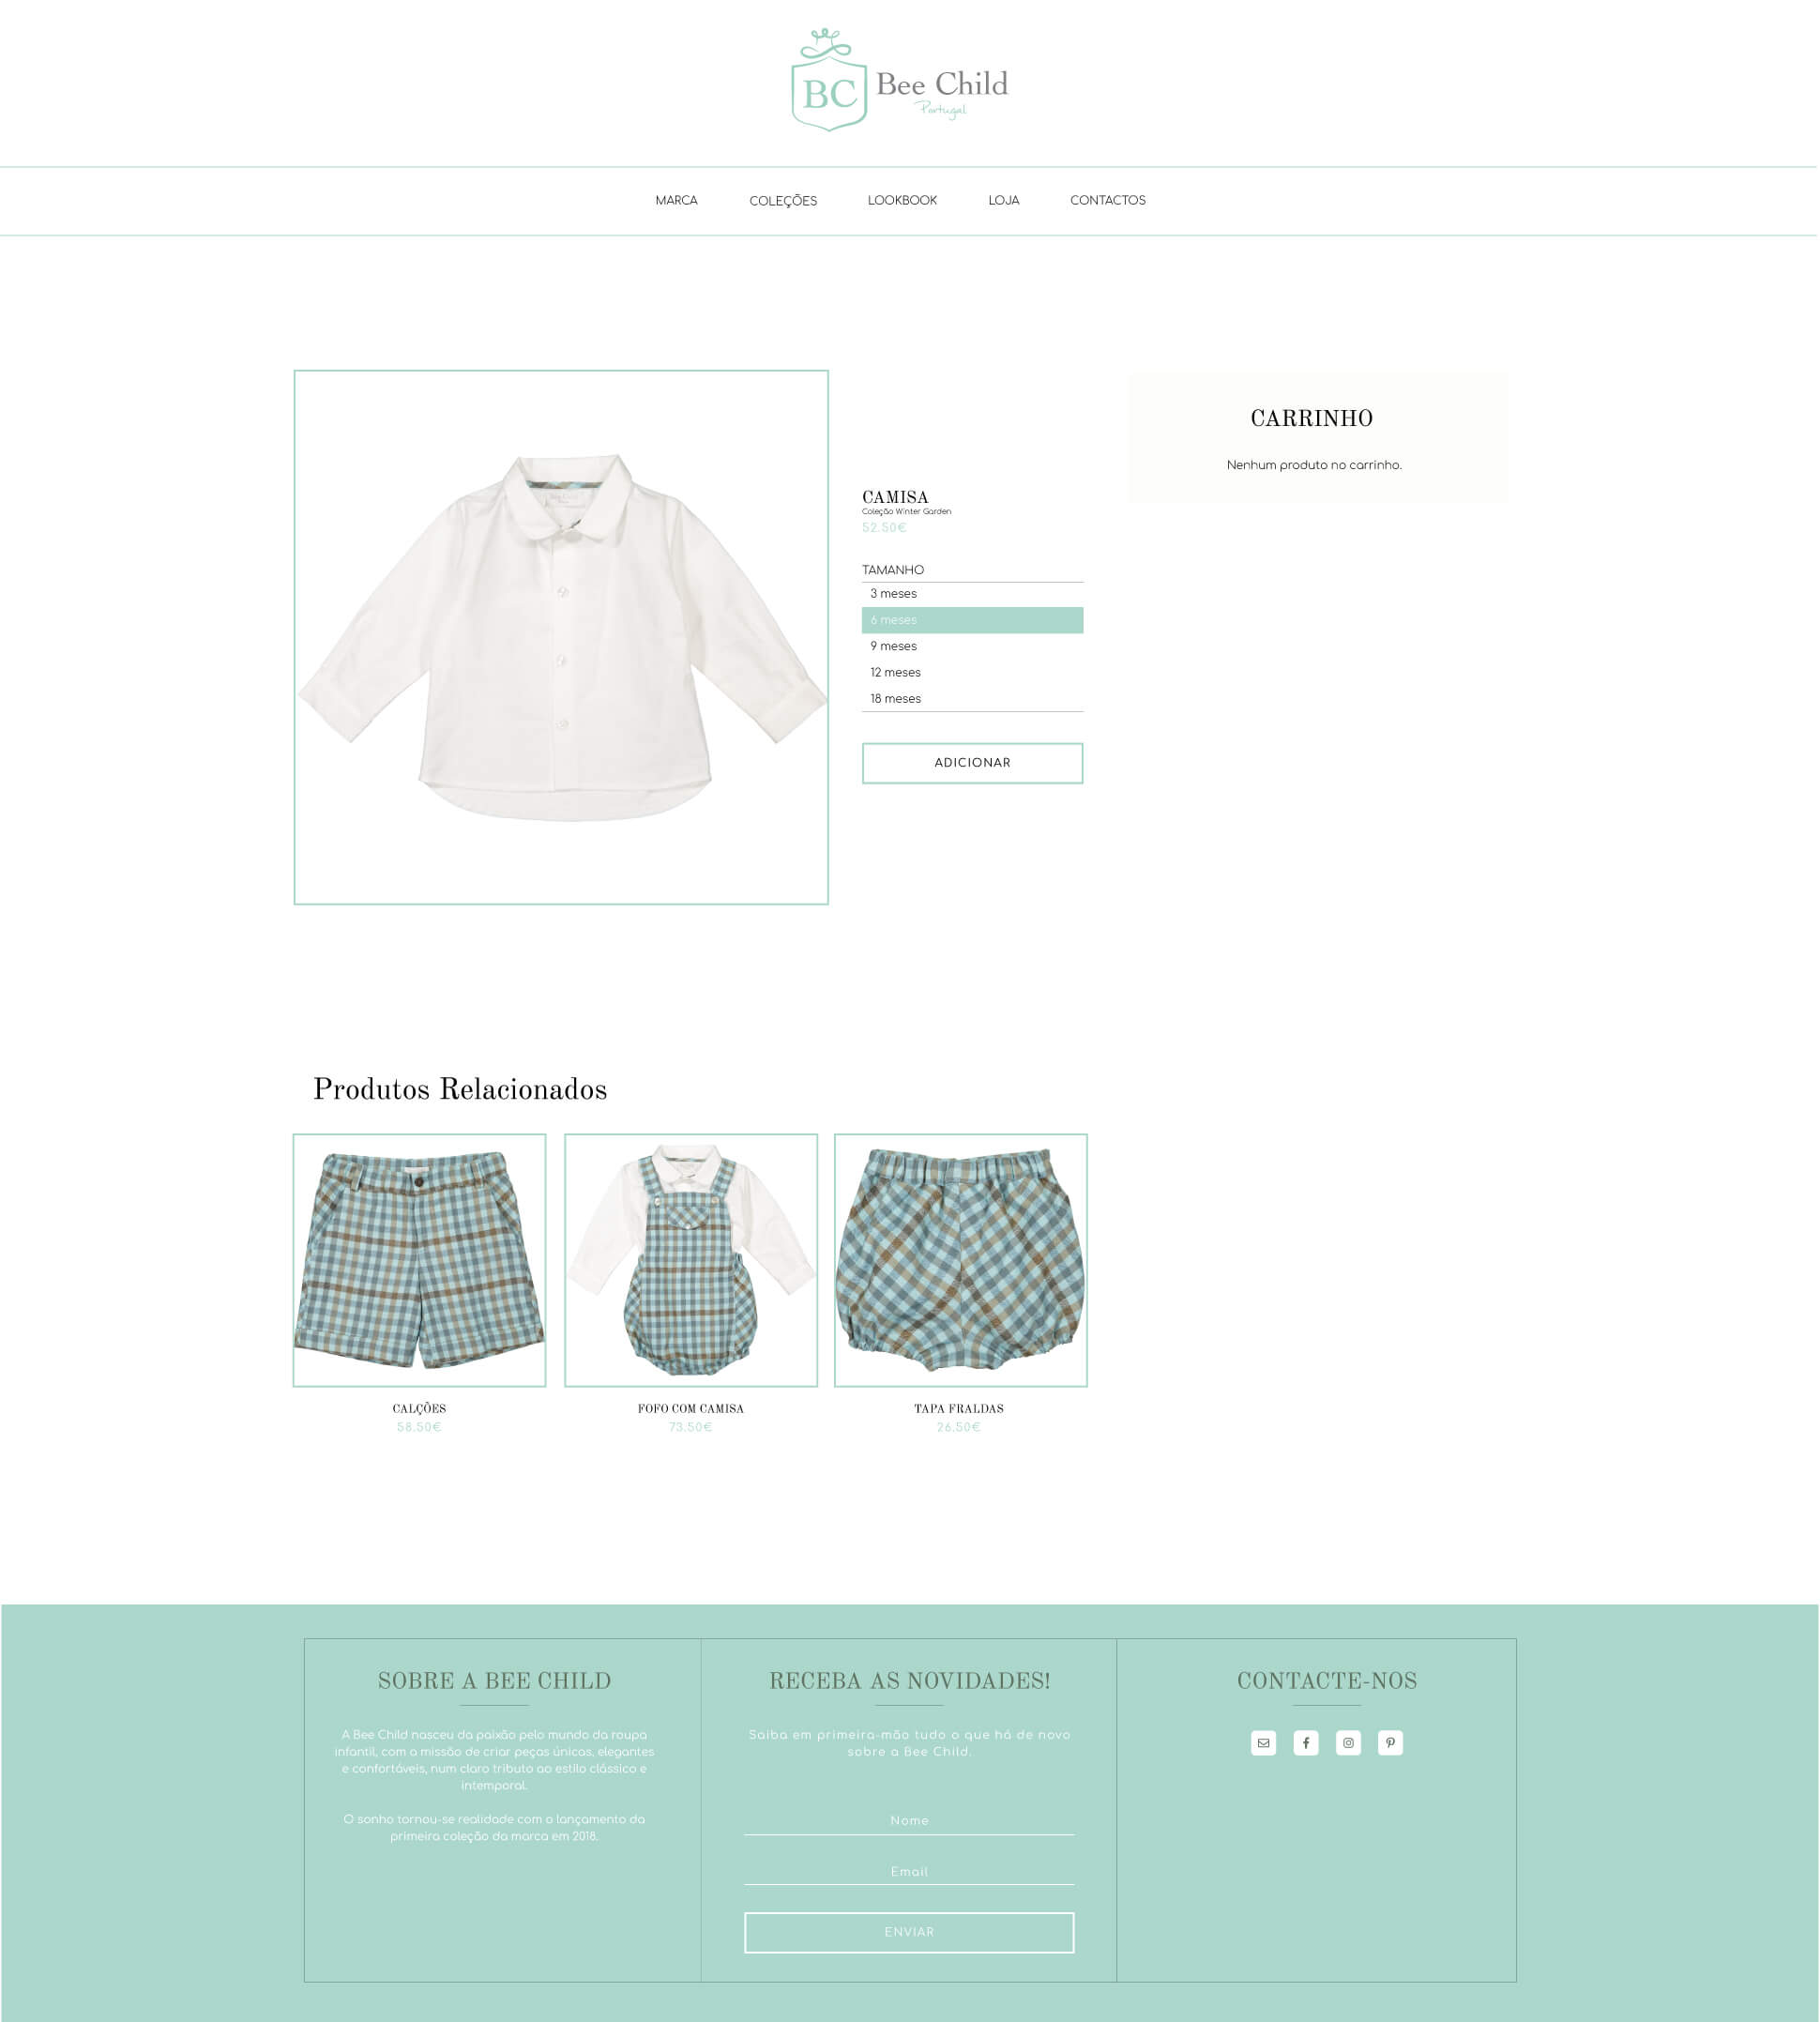 BC
Bee Child
Portugal
MARCA
COLEÇÕES
LOOKBOOK
LOJA
CONTACTOS
CARRINHO
Nenhum produto no carrinho.
CAMISA
Coleção Winter Garden
52.50€
TAMANHO
3 meses
6 meses
9 meses
12 meses
18 meses
ADICIONAR
Produtos Relacionados
CALÇÕES
58.50€
FOFO COM CAMISA
73.50€
TAPA FRALDAS
26.50€
SOBRE A BEE CHILD
A Bee Child nasceu da paixão pelo mundo da roupa
infantil, com a missão de criar peças únicas, elegantes
e confortáveis, num claro tributo ao estilo clássico e
intemporal.
O sonho tornou-se realidade com o lançamento da
primeira coleção da marca em 2018.
RECEBA AS NOVIDADES!
Saiba em primeira-mão tudo o que há de novo
sobre a Bee Child.
Nome
Email
ENVIAR
CONTACTE-NOS